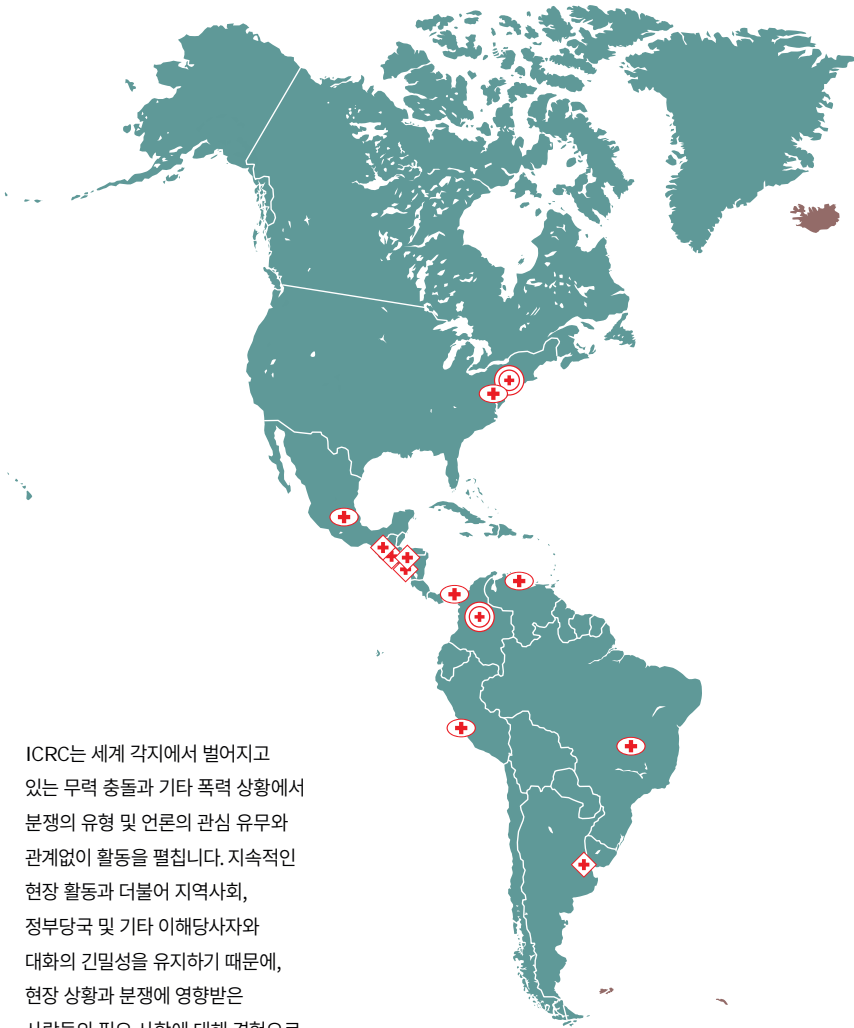 ICRC는 세계 각지에서 벌어지고
있는 무력 충돌과 기타 폭력 상황에서
분쟁의 유형 및 언론의 관심 유무와
관계없이 활동을 펼칩니다. 지속적인
현장 활동과 더불어 지역사회,
정부당국 및 기타 이해당사자와
대화의 긴밀성을 유지하기 때문에,
현장 상황과 분쟁에 영향받은